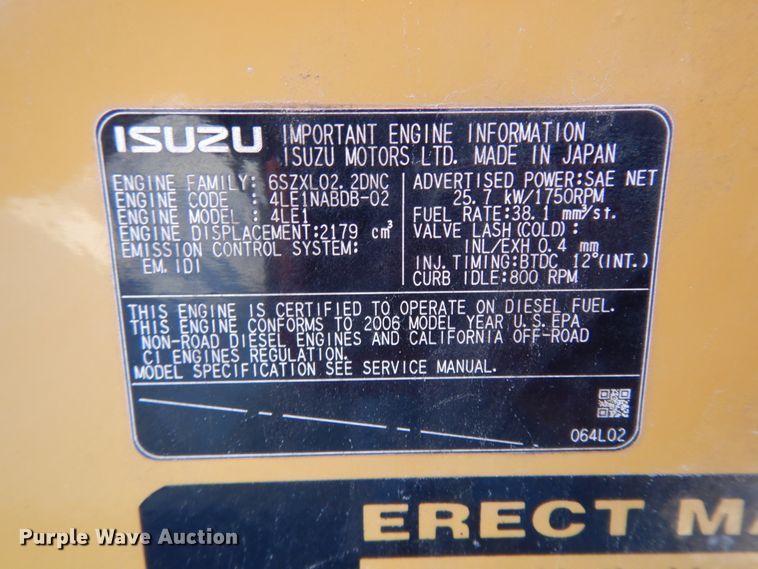 ISUZU IMPORTANT ENGINE INFORMATION
ISUZU MOTORS LTD. MADE IN JAPAN
ENGINE FAMILY: 6SZXL02.2DNC
ENGINE CODE : 4LE1NABDB-02
ENGINE MODEL : 4LE1
ENGINE DISPLACEMENT:2179 cm³
EMISSION CONTROL SYSTEM:
EM, IDI
ADVERTISED POWER:SAE NET
25.7 kW/1750RPM
FUEL RATE:38.1 mm³/st.
VALVE LASH(COLD):
INL/EXH 0.4 mm
INJ. TIMING:BTDC 12°(INT.)
CURB IDLE:800 RPM
THIS ENGINE IS CERTIFIED TO OPERATE ON DIESEL FUEL.
THIS ENGINE CONFORMS TO 2006 MODEL YEAR U.S.EPA
NON-ROAD DIESEL ENGINES AND CALIFORNIA OFF-ROAD
CI ENGINES REGULATION.
MODEL SPECIFICATION SEE SERVICE MANUAL.
064L02
ERECT MA
Purple Wave Auction